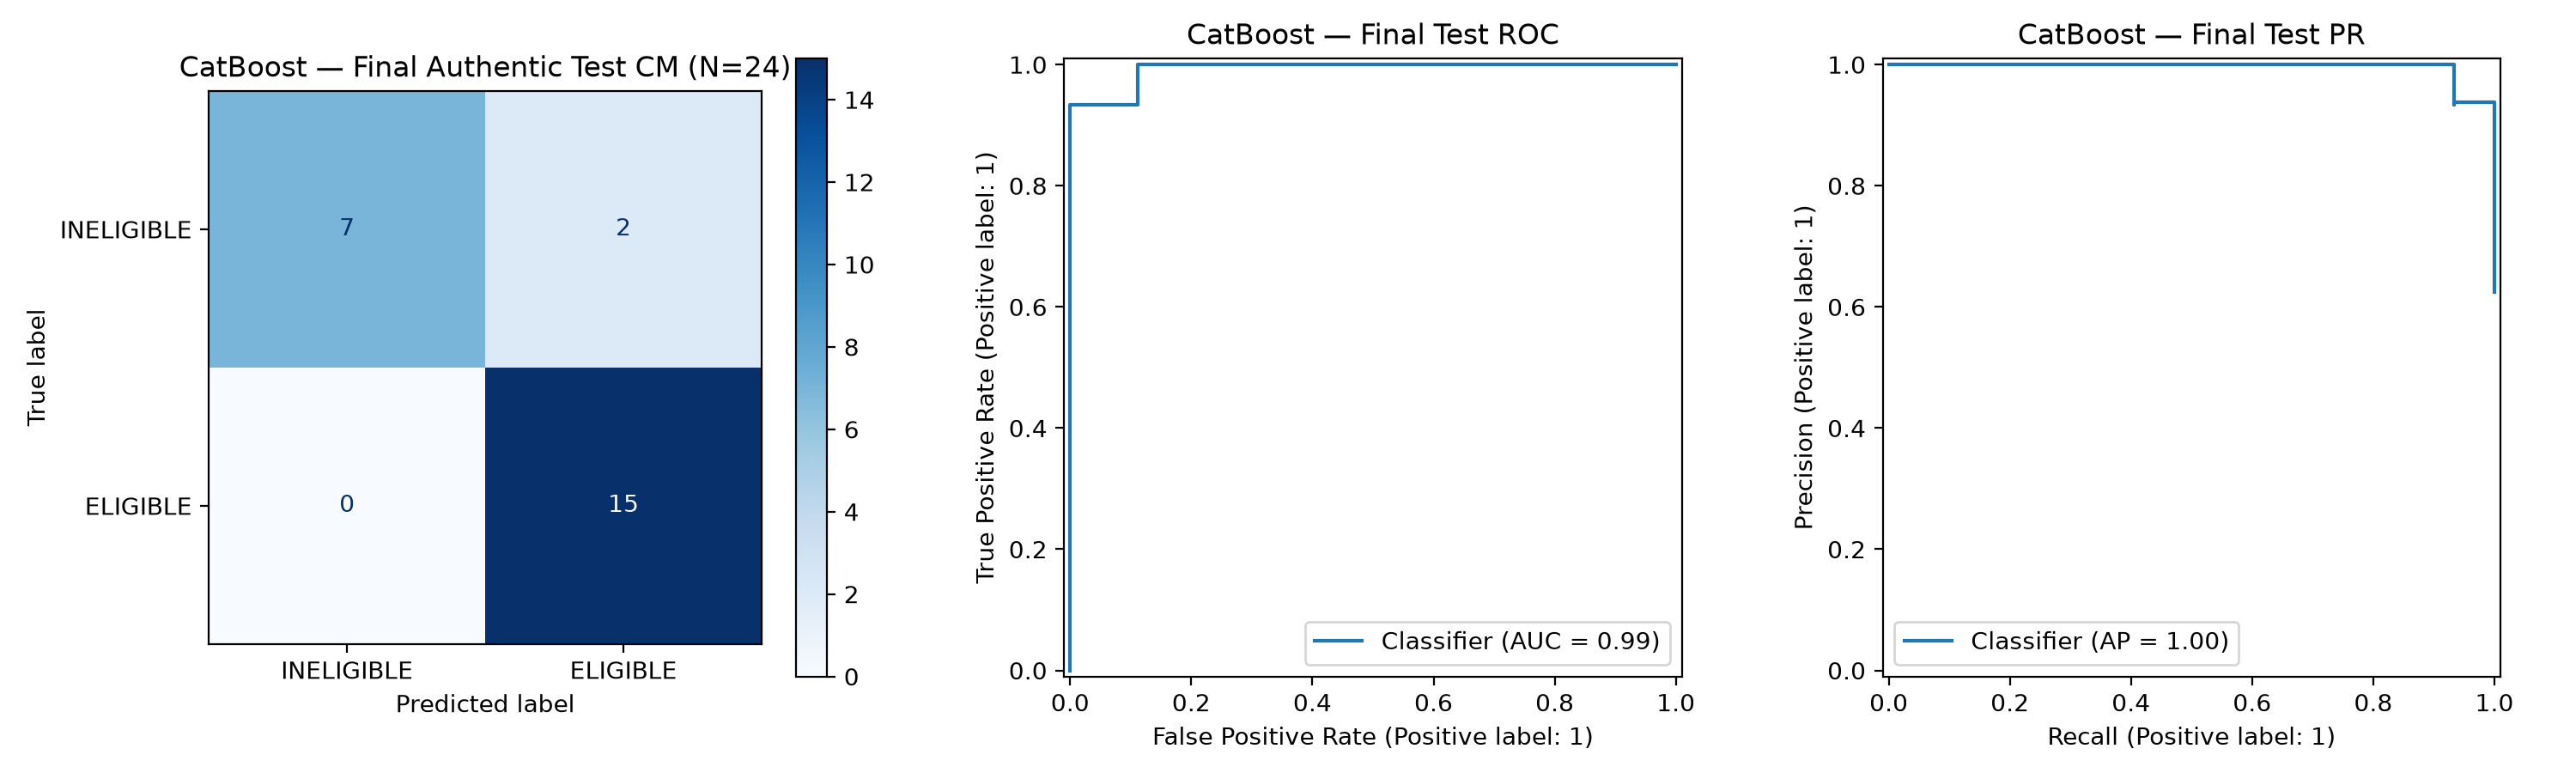 CatBoost — Final Authentic Test CM (N=24)
True label
INELIGIBLE
ELIGIBLE
7
2
0
15
INELIGIBLE
ELIGIBLE
Predicted label
14
12
10
8
6
4
2
0
CatBoost — Final Test ROC
True Positive Rate (Positive label: 1)
1.0
0.8
0.6
0.4
0.2
0.0
Classifier (AUC = 0.99)
0.0 0.2 0.4 0.6 0.8 1.0
False Positive Rate (Positive label: 1)
CatBoost — Final Test PR
Precision (Positive label: 1)
1.0
0.8
0.6
0.4
0.2
0.0
Classifier (AP = 1.00)
0.0 0.2 0.4 0.6 0.8 1.0
Recall (Positive label: 1)